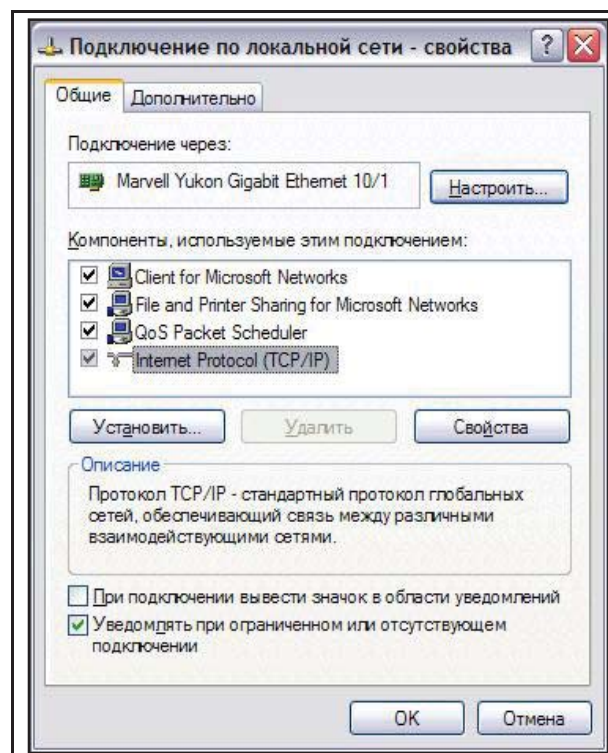 Подключение по локальной сети - свойства
Общие
Дополнительно
Подключение через:
Marvell Yukon Gigabit Ethernet 10/1
Настроить...
Компоненты, используемые этим подключением:
Client for Microsoft Networks
File and Printer Sharing for Microsoft Networks
QoS Packet Scheduler
Internet Protocol (TCP/IP)
Установить...
Удалить
Свойства
Описание
Протокол TCP/IP - стандартный протокол глобальных
сетей, обеспечивающий связь между различными
взаимодействующими сетями.
При подключении вывести значок в области уведомлений
Уведомлять при ограниченном или отсутствующем
подключении
OK
Отмена